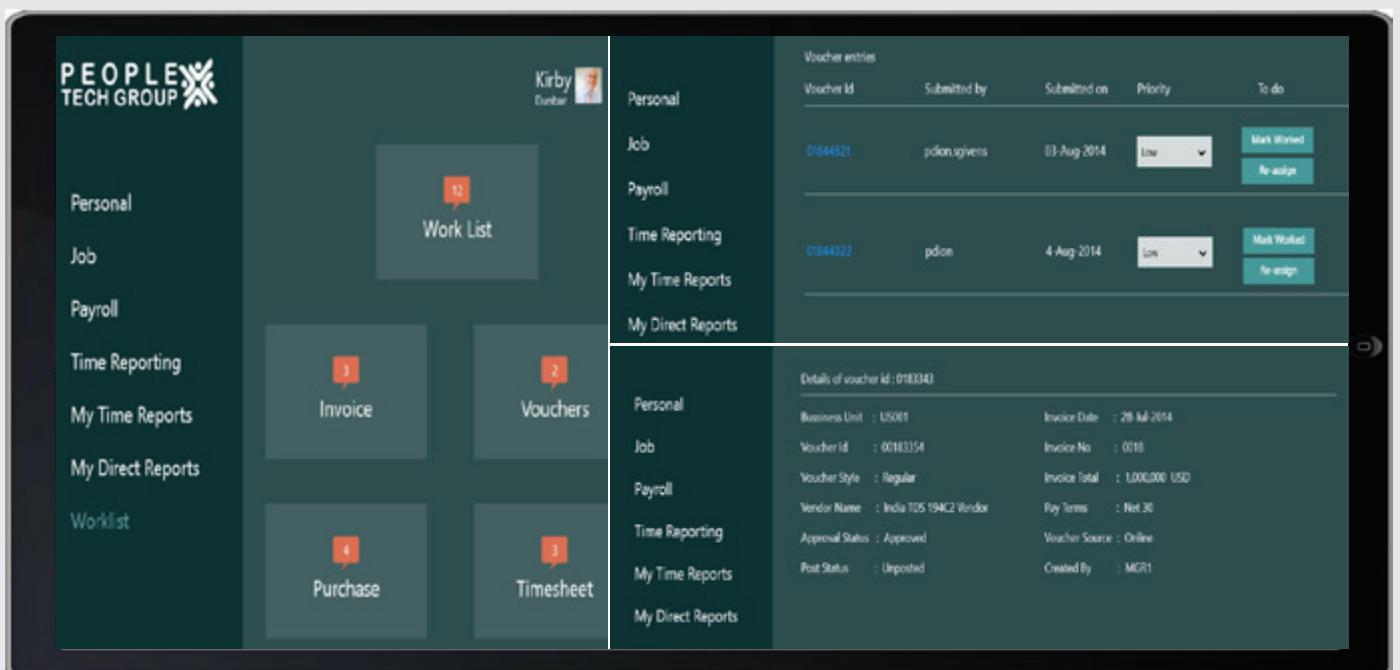 PEOPLE
TECH GROUP
Kirby
Dunbar
Personal
Job
Payroll
Time Reporting
My Time Reports
My Direct Reports
Worklist
12
Work List
3
Invoice
2
Vouchers
4
Purchase
3
Timesheet
Personal
Job
Payroll
Time Reporting
My Time Reports
My Direct Reports
Voucher entries
Voucher Id Submitted by Submitted on Priority To do
01844321 pdion,sgivens 03-Aug-2014 Low Mark Worked
Re-assign
01844322 pdion 4-Aug-2014 Low Mark Worked
Re-assign
Personal
Job
Payroll
Time Reporting
My Time Reports
My Direct Reports
Details of voucher id : 0183343
Bussiness Unit : US001 Invoice Date : 28-Jul-2014
Voucher Id : 00183354 Invoice No : 0018
Voucher Style : Regular Invoice Total : 1,000,000 USD
Vendor Name : India TDS 194C2 Vendor Pay Terms : Net 30
Approval Status : Approved Voucher Source : Online
Post Status : Unposted Created By : MGR1